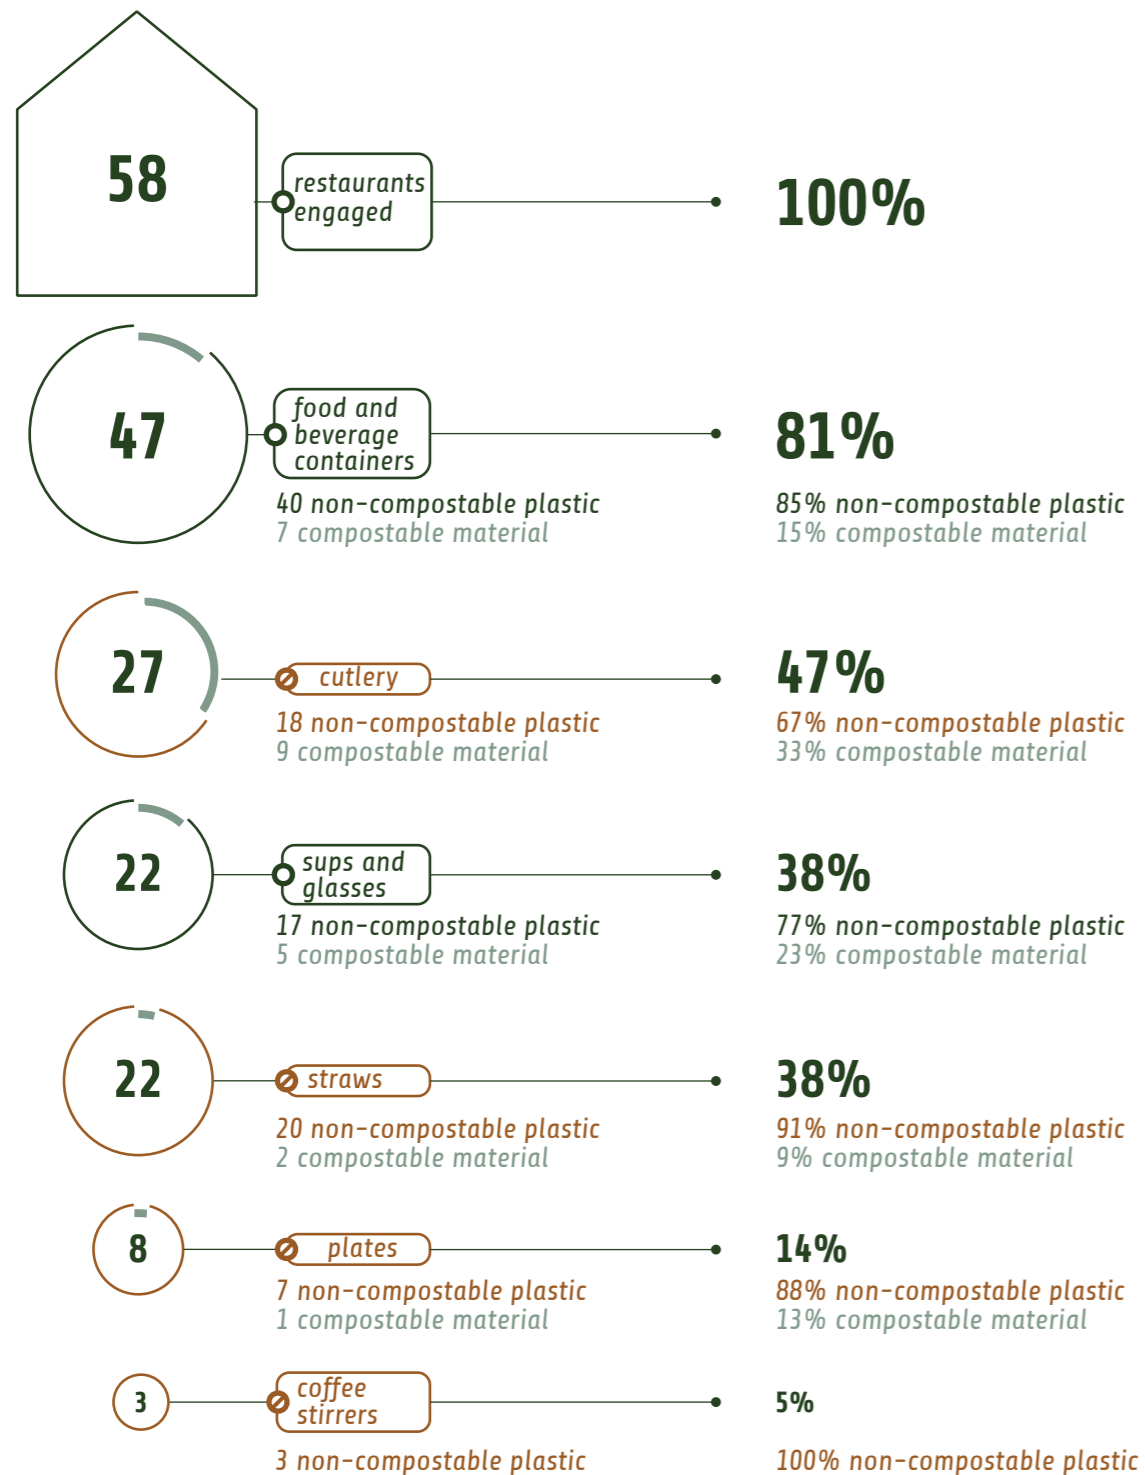 58
restaurants
engaged
100%
47
food and
beverage
containers
81%
40 non-compostable plastic
85% non-compostable plastic
7 compostable material
15% compostable material
27
cutlery
47%
18 non-compostable plastic
67% non-compostable plastic
9 compostable material
33% compostable material
22
sups and
glasses
38%
17 non-compostable plastic
77% non-compostable plastic
5 compostable material
23% compostable material
22
straws
38%
20 non-compostable plastic
91% non-compostable plastic
2 compostable material
9% compostable material
8
plates
14%
7 non-compostable plastic
88% non-compostable plastic
1 compostable material
13% compostable material
3
coffee
stirrers
5%
3 non-compostable plastic
100% non-compostable plastic